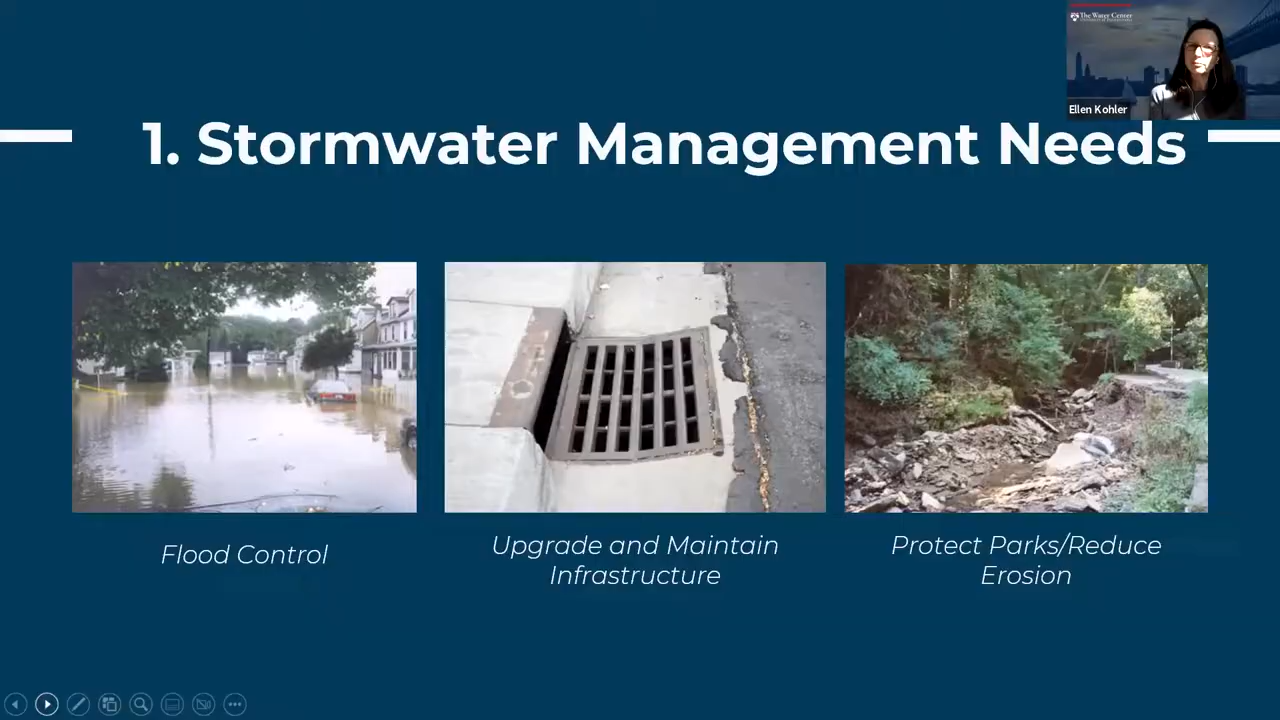 The Water Center
Ellen Kohler
1. Stormwater Management Needs
Flood Control
Upgrade and Maintain
Infrastructure
Protect Parks/Reduce
Erosion